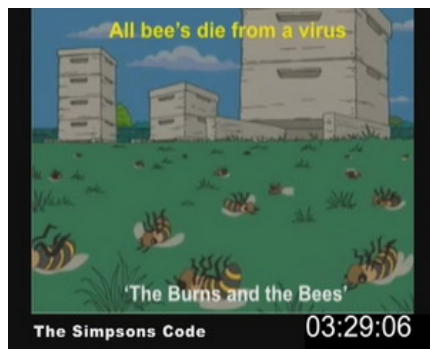 All bee's die from a virus
'The Burns and the Bees'
The Simpsons Code
03:29:06